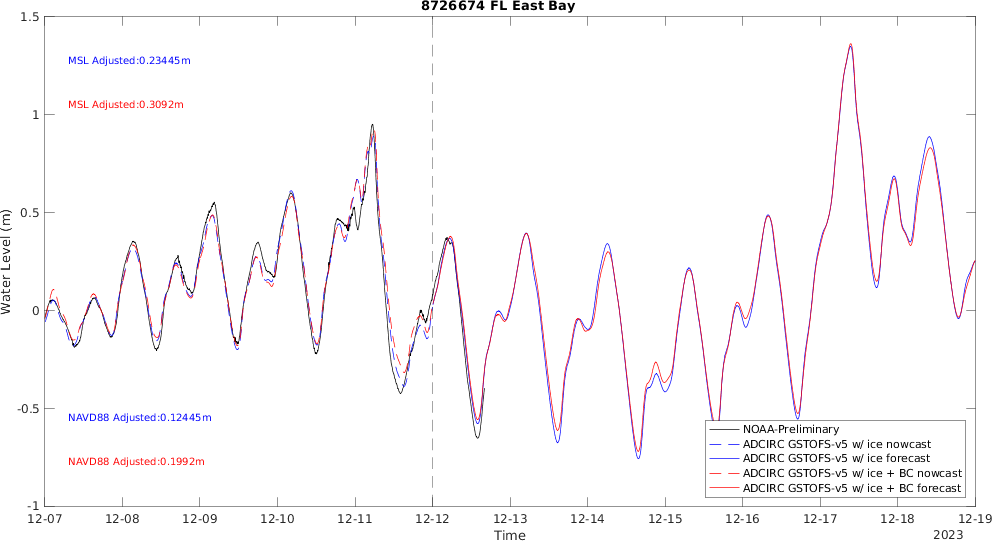 8726674 FL East Bay
1.5
MSL Adjusted:0.23445m
MSL Adjusted:0.3092m
1
0.5
Water Level (m)
0
-0.5
NAVD88 Adjusted:0.12445m
NAVD88 Adjusted:0.1992m
NOAA-Preliminary
ADCIRC GSTOFS-v5 w/ ice nowcast
ADCIRC GSTOFS-v5 w/ ice forecast
ADCIRC GSTOFS-v5 w/ ice + BC nowcast
ADCIRC GSTOFS-v5 w/ ice + BC forecast
-1
12-07 12-08 12-09 12-10 12-11 12-12 12-13 12-14 12-15 12-16 12-17 12-18 12-19
Time
2023